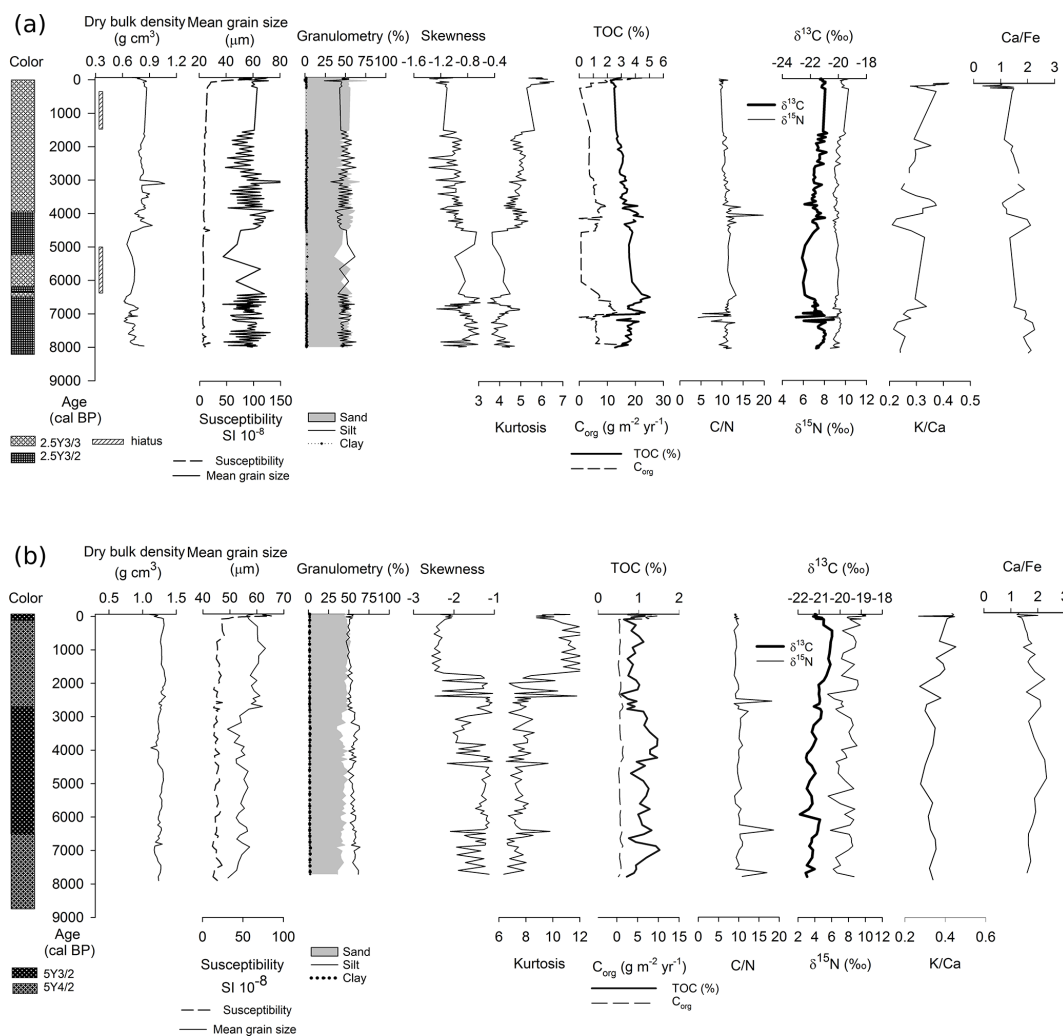 (a)
Dry bulk density Mean grain size
(g cm³) (μm) Granulometry (%) Skewness TOC (%) δ¹³C (‰) Ca/Fe
Color 0.3 0.6 0.9 1.2 20 40 60 80 0 25 50 75 100 -1.6 -1.2 -0.8 -0.4 0 1 2 3 4 5 6 -24 -22 -20 -18 0 1 2 3
0
1000
2000
3000
4000
5000
6000
7000
8000
9000
δ¹³C
δ¹⁵N
Age
(cal BP)
0 50 100 150
Susceptibility
SI 10⁻⁸
Susceptibility
Mean grain size
2.5Y3/3 hiatus
2.5Y3/2
Sand
Silt
Clay
3 4 5 6 7
Kurtosis
0 10 20 30
C_org (g m⁻² yr⁻¹)
TOC (%)
C_org
0 5 10 15 20
C/N
4 6 8 10 12
δ¹⁵N (‰)
0.2 0.3 0.4 0.5
K/Ca
(b)
Dry bulk density Mean grain size
(g cm³) (μm) Granulometry (%) Skewness TOC (%) δ¹³C (‰) Ca/Fe
Color 0.5 1.0 1.5 40 50 60 70 0 25 50 75 100 -3 -2 -1 0 1 2 -22 -21 -20 -19 -18 0 1 2 3
0
1000
2000
3000
4000
5000
6000
7000
8000
9000
δ¹³C
δ¹⁵N
Age
(cal BP)
0 50 100
Susceptibility
SI 10⁻⁸
Susceptibility
Mean grain size
5Y3/2
5Y4/2
Sand
Silt
Clay
6 8 10 12
Kurtosis
0 5 10 15
C_org (g m⁻² yr⁻¹)
TOC (%)
C_org
0 5 10 15 20
C/N
2 4 6 8 10 12
δ¹⁵N (‰)
0.2 0.4 0.6
K/Ca